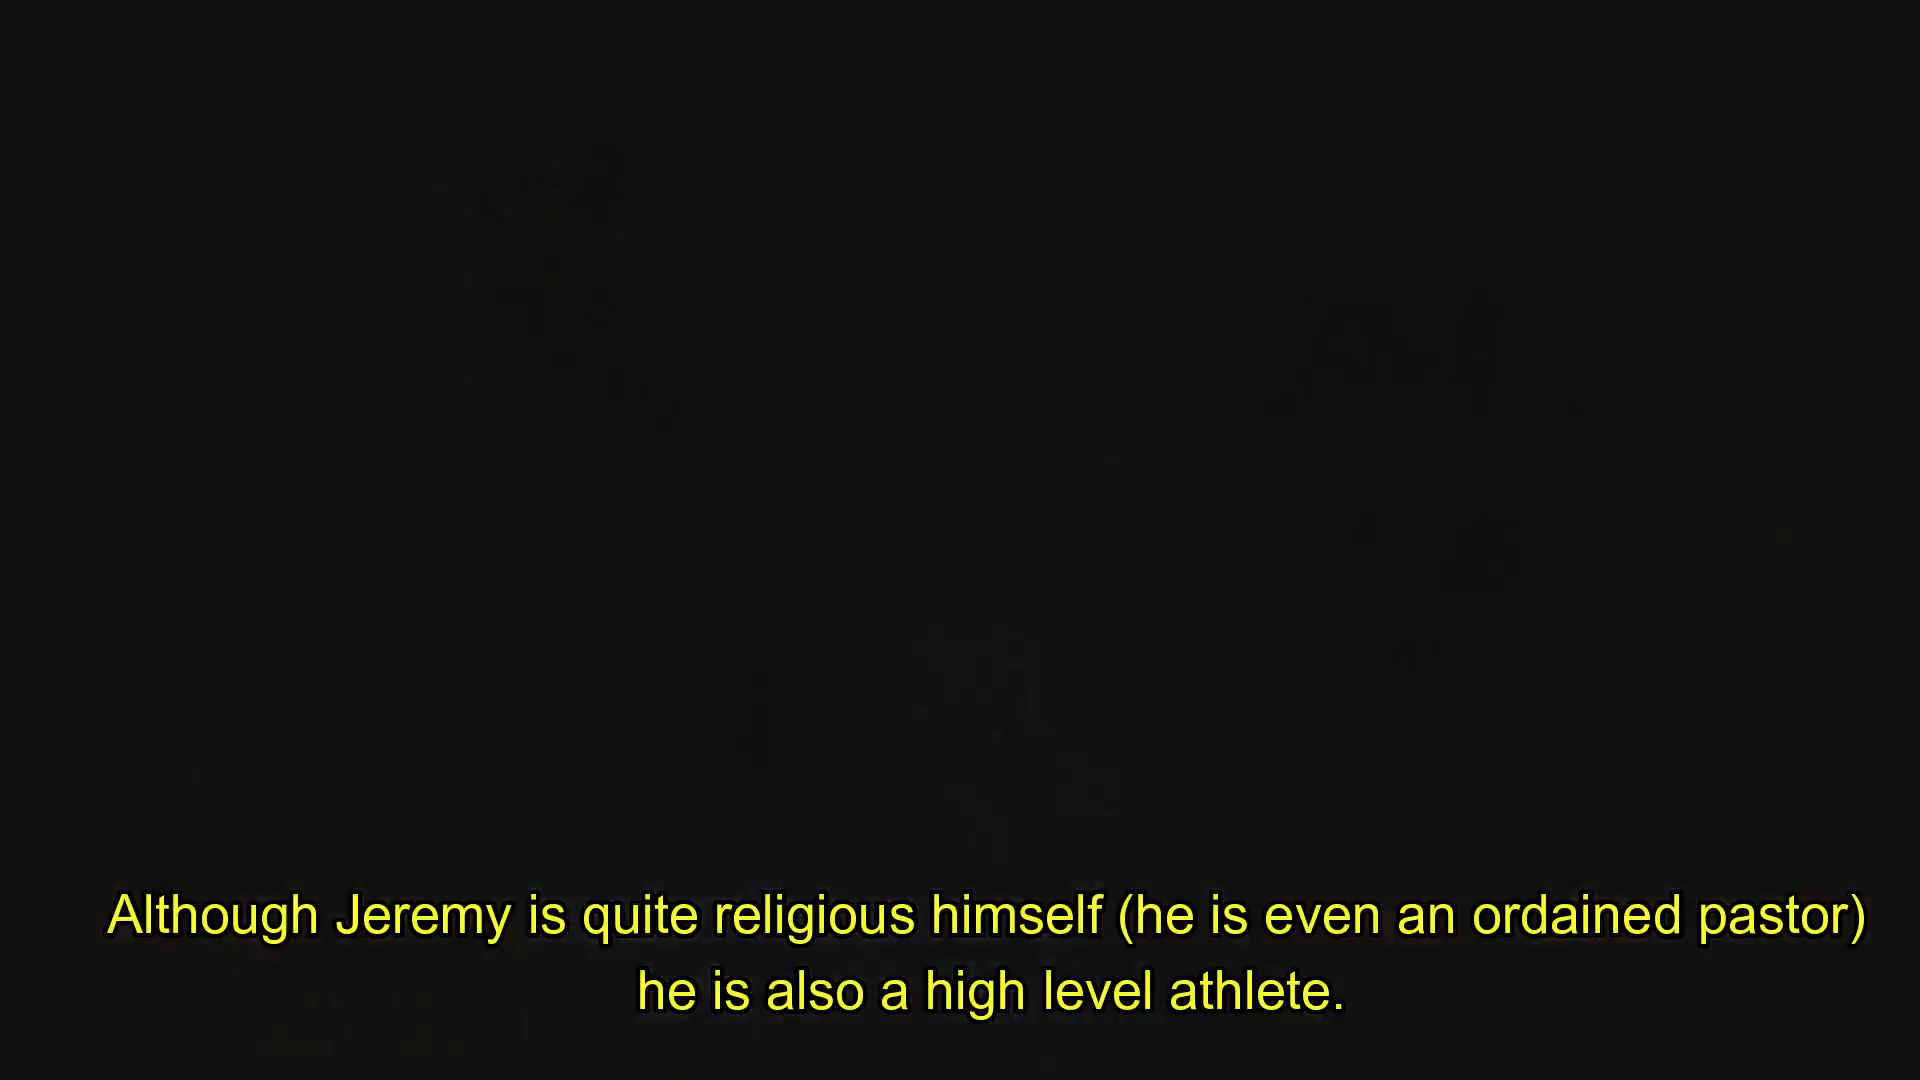 Although Jeremy is quite religious himself (he is even an ordained pastor)
he is also a high level athlete.